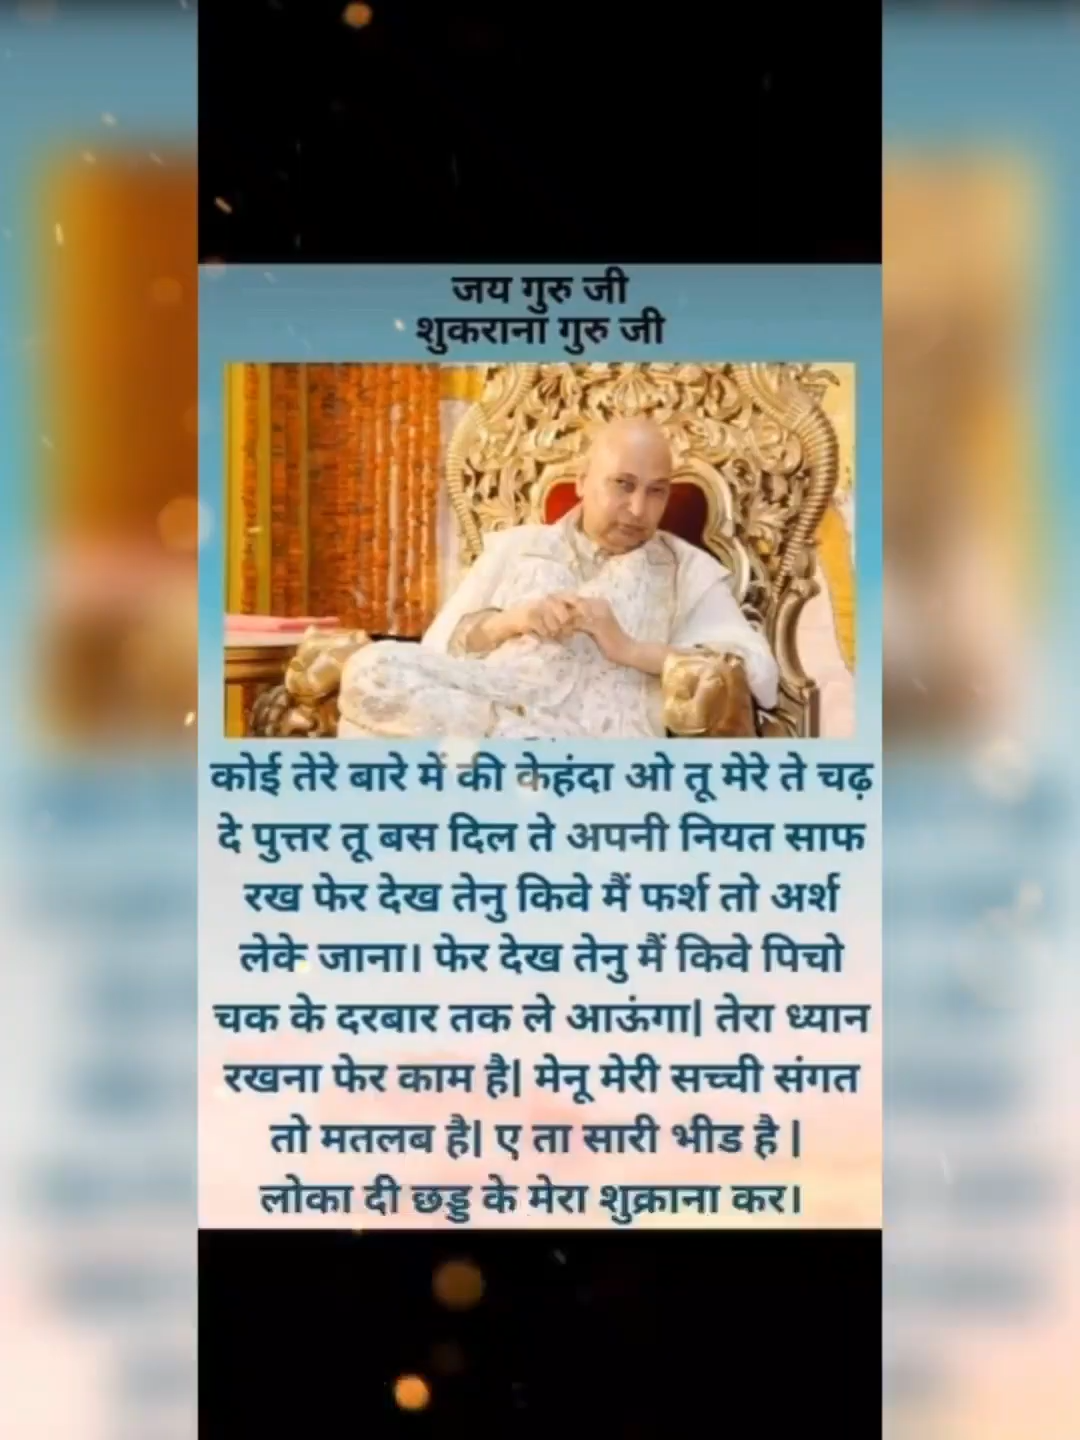 जय गुरु जी
शुकराना गुरु जी
कोई तेरे बारे में की केहंदा ओ तू मेरे ते चढ़
दे पुत्तर तू बस दिल ते अपनी नियत साफ
रख फेर देख तेनु किवे मैं फर्श तो अर्श
लेके जाना। फेर देख तेनु मैं किवे पिचो
चक के दरबार तक ले आऊंगा| तेरा ध्यान
रखना फेर काम है| मेनू मेरी सच्ची संगत
तो मतलब है| ए ता सारी भीड है |
लोका दी छड्ड के मेरा शुक्राना कर।